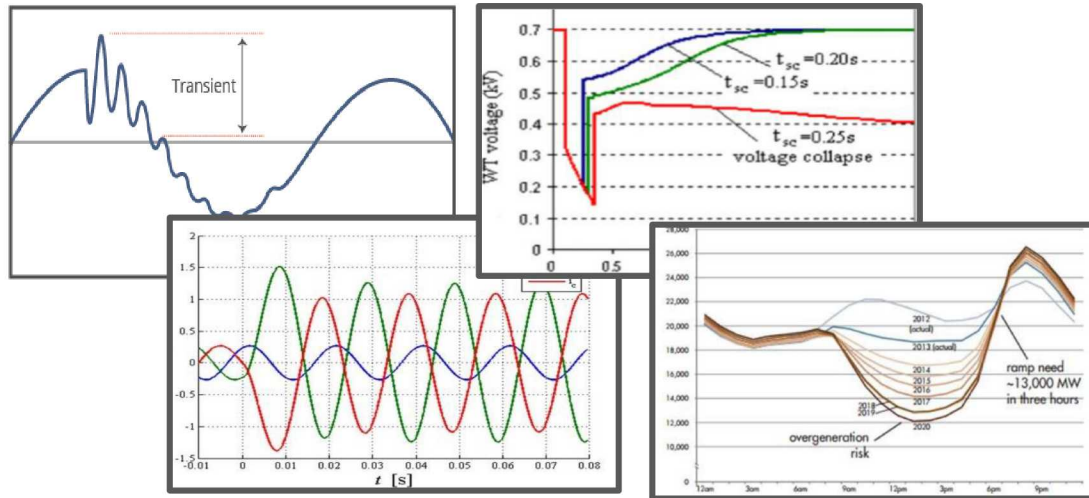 Transient
0.7
0.6
0.5
0.4
0.3
0.2
0.1
0
0
0.5
WT voltage (kV)
t_sc=0.20s
t_sc=0.15s
t_sc=0.25s
voltage collapse
2
1.5
1
0.5
0
-0.5
-1
-1.5
-0.01
0
0.01
0.02
0.03
0.04
0.05
0.06
0.07
0.08
t [s]
28,000
26,000
24,000
22,000
20,000
18,000
16,000
14,000
12,000
10,000
0
12am
3am
6am
9am
12pm
3pm
6pm
9pm
2012
(actual)
2013 (actual)
2014
2015
2016
2017
2018
2019
2020
ramp need
~13,000 MW
in three hours
overgeneration
risk